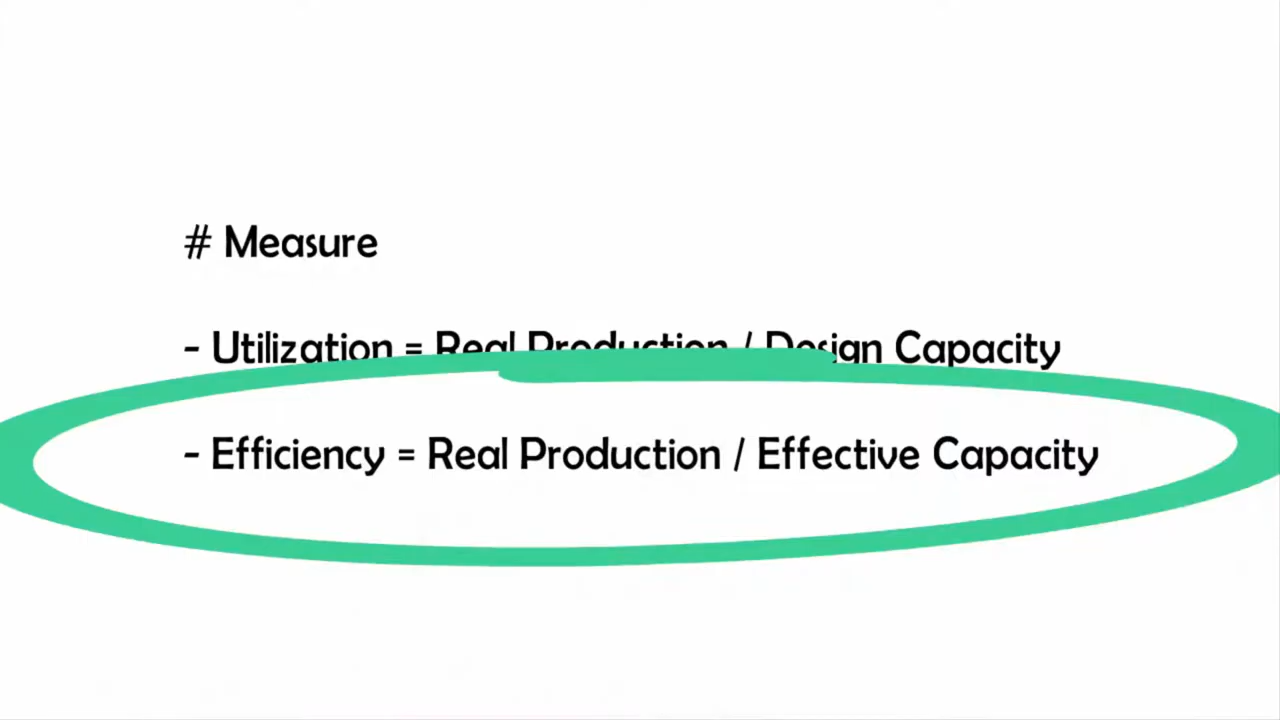 # Measure
- Utilization = Real Production / Design Capacity
- Efficiency = Real Production / Effective Capacity